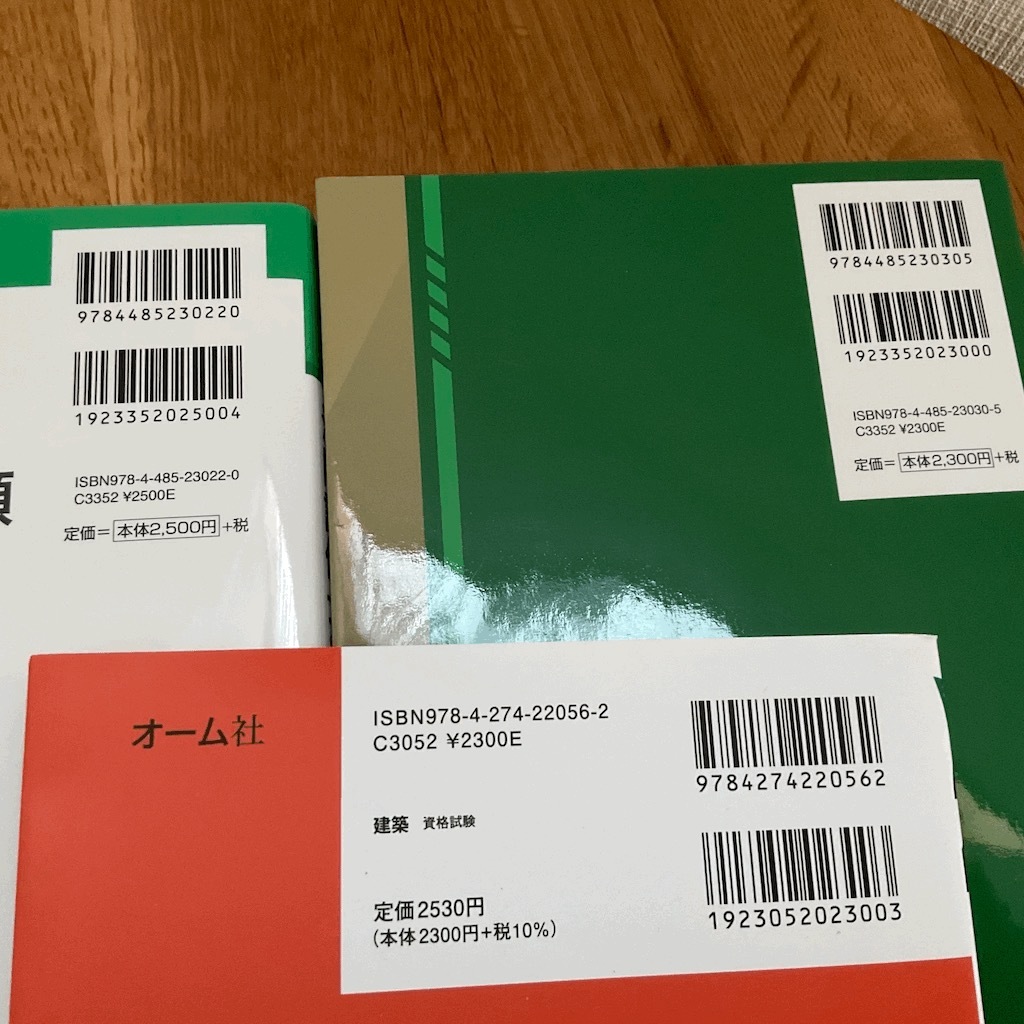 9784485230220
1923352025004
ISBN978-4-485-23022-0
C3352 ¥2500E
定価＝本体2,500円＋税
9784485230305
1923352023000
ISBN978-4-485-23030-5
C3352 ¥2300E
定価＝本体2,300円＋税
オーム社
ISBN978-4-274-22056-2
C3052 ¥2300E
建築 資格試験
定価2530円
(本体2300円+税10%)
9784274220562
1923052023003